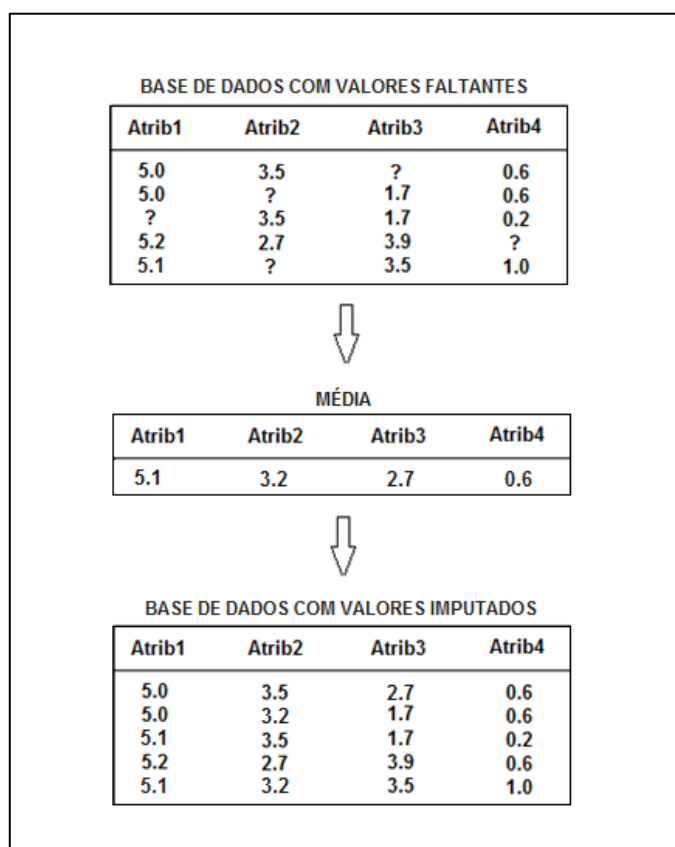 BASE DE DADOS COM VALORES FALTANTES
Atrib1 Atrib2 Atrib3 Atrib4
5.0 3.5 ? 0.6
5.0 ? 1.7 0.6
? 3.5 1.7 0.2
5.2 2.7 3.9 ?
5.1 ? 3.5 1.0
MÉDIA
Atrib1 Atrib2 Atrib3 Atrib4
5.1 3.2 2.7 0.6
BASE DE DADOS COM VALORES IMPUTADOS
Atrib1 Atrib2 Atrib3 Atrib4
5.0 3.5 2.7 0.6
5.0 3.2 1.7 0.6
5.1 3.5 1.7 0.2
5.2 2.7 3.9 0.6
5.1 3.2 3.5 1.0